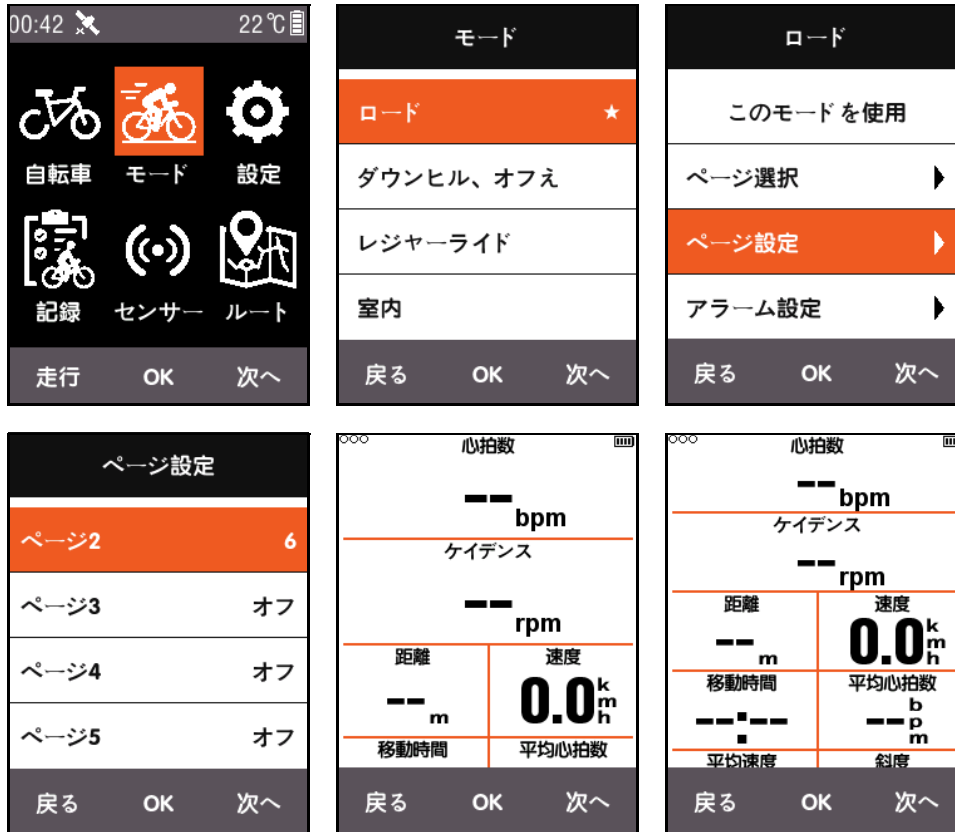 00:42 22℃
自転車 モード 設定
記録 センサー ルート
走行 OK 次へ
モード
ロード ★
ダウンヒル、オフえ
レジャーライド
室内
戻る OK 次へ
ロード
このモードを使用
ページ選択
ページ設定
アラーム設定
戻る OK 次へ
ページ設定
ページ2 6
ページ3 オフ
ページ4 オフ
ページ5 オフ
戻る OK 次へ
心拍数
-- bpm
ケイデンス
-- rpm
距離 速度
-- m 0.0 kmh
移動時間 平均心拍数
戻る OK 次へ
心拍数
-- bpm
ケイデンス
-- rpm
距離 速度
-- m 0.0 kmh
移動時間 平均心拍数
--:-- -- bpm
平均速度 斜度
戻る OK 次へ